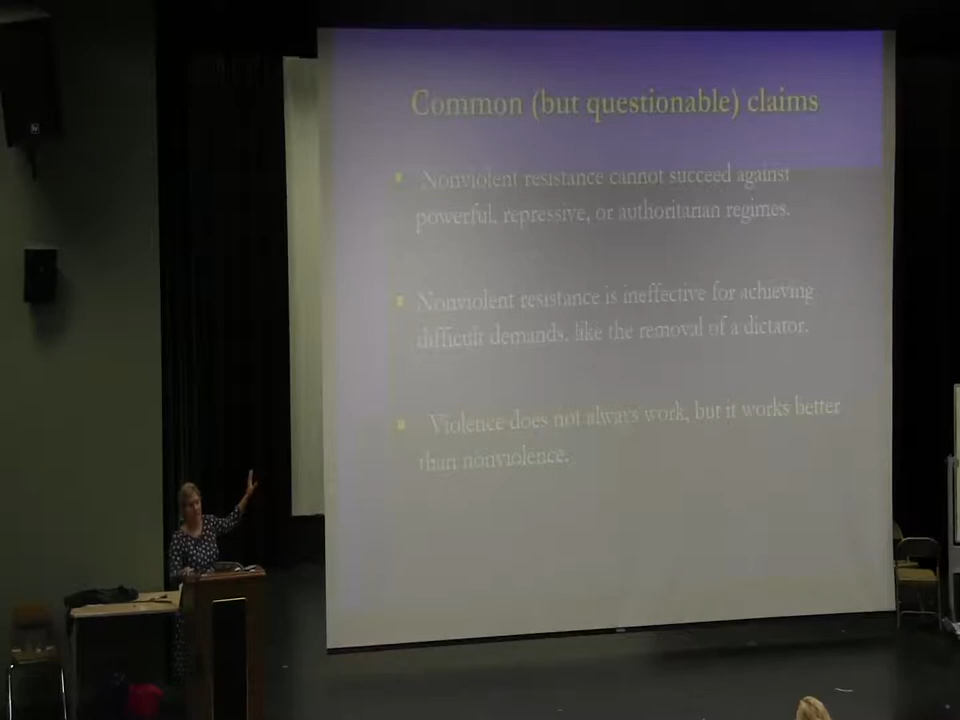 Common (but questionable) claims
Nonviolent resistance cannot succeed against
powerful, repressive, or authoritarian regimes.
Nonviolent resistance is ineffective for achieving
difficult demands, like the removal of a dictator.
Violence does not always work, but it works better
than nonviolence.